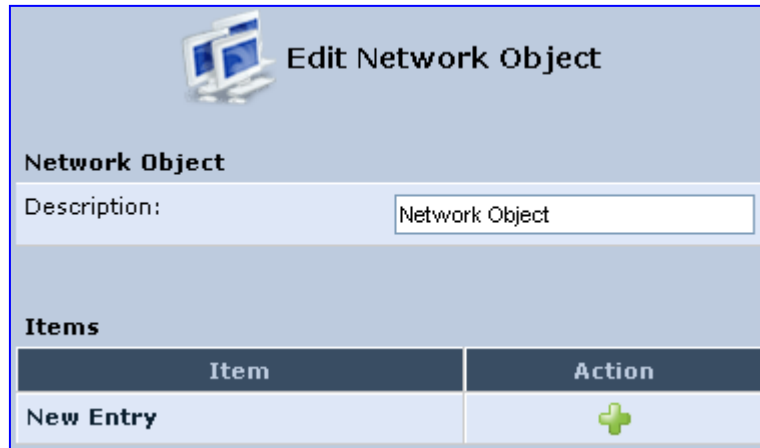 Edit Network Object
Network Object
Description: Network Object
Items
Item Action
New Entry